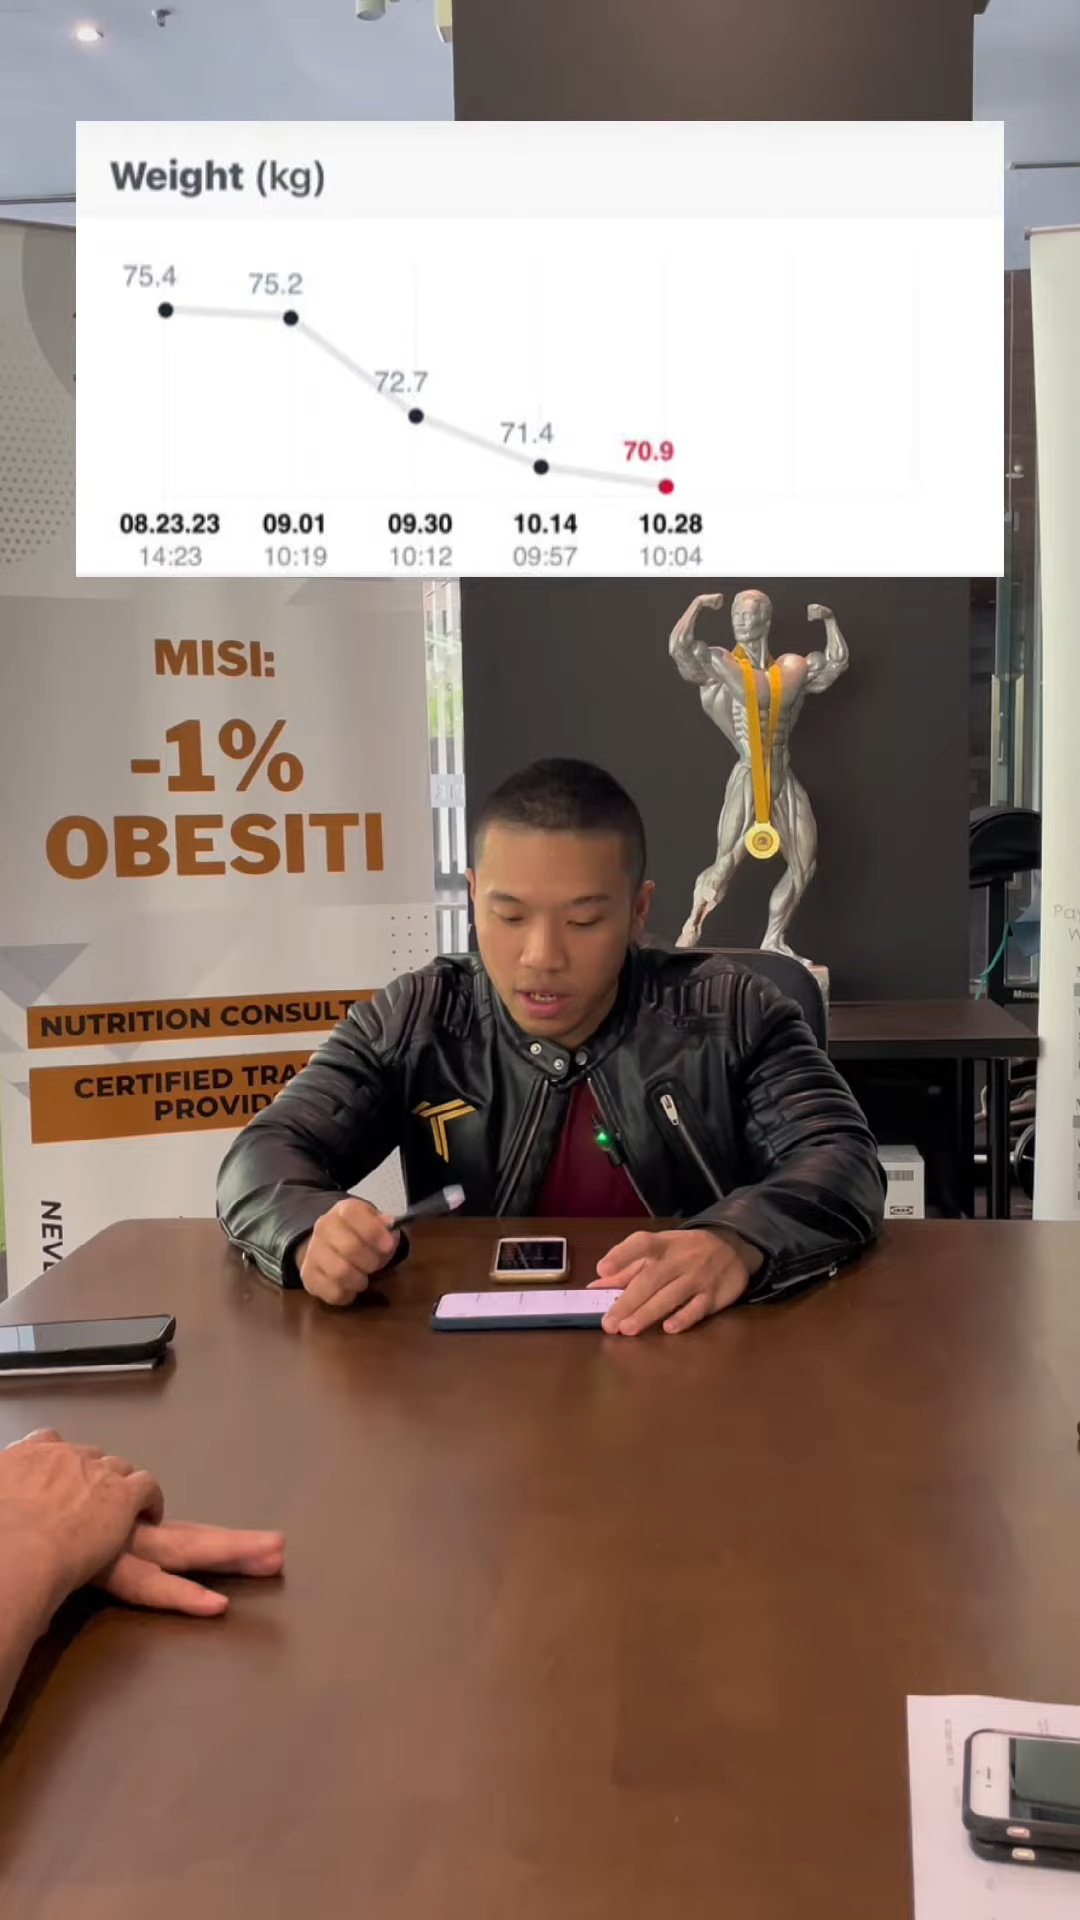 Weight (kg)
75.4
75.2
72.7
71.4
70.9
08.23.23 09.01 09.30 10.14 10.28
14:23 10:19 10:12 09:57 10:04
MISI:
-1%
OBESITI
NUTRITION CONSULT
CERTIFIED TRA
PROVID
NEV